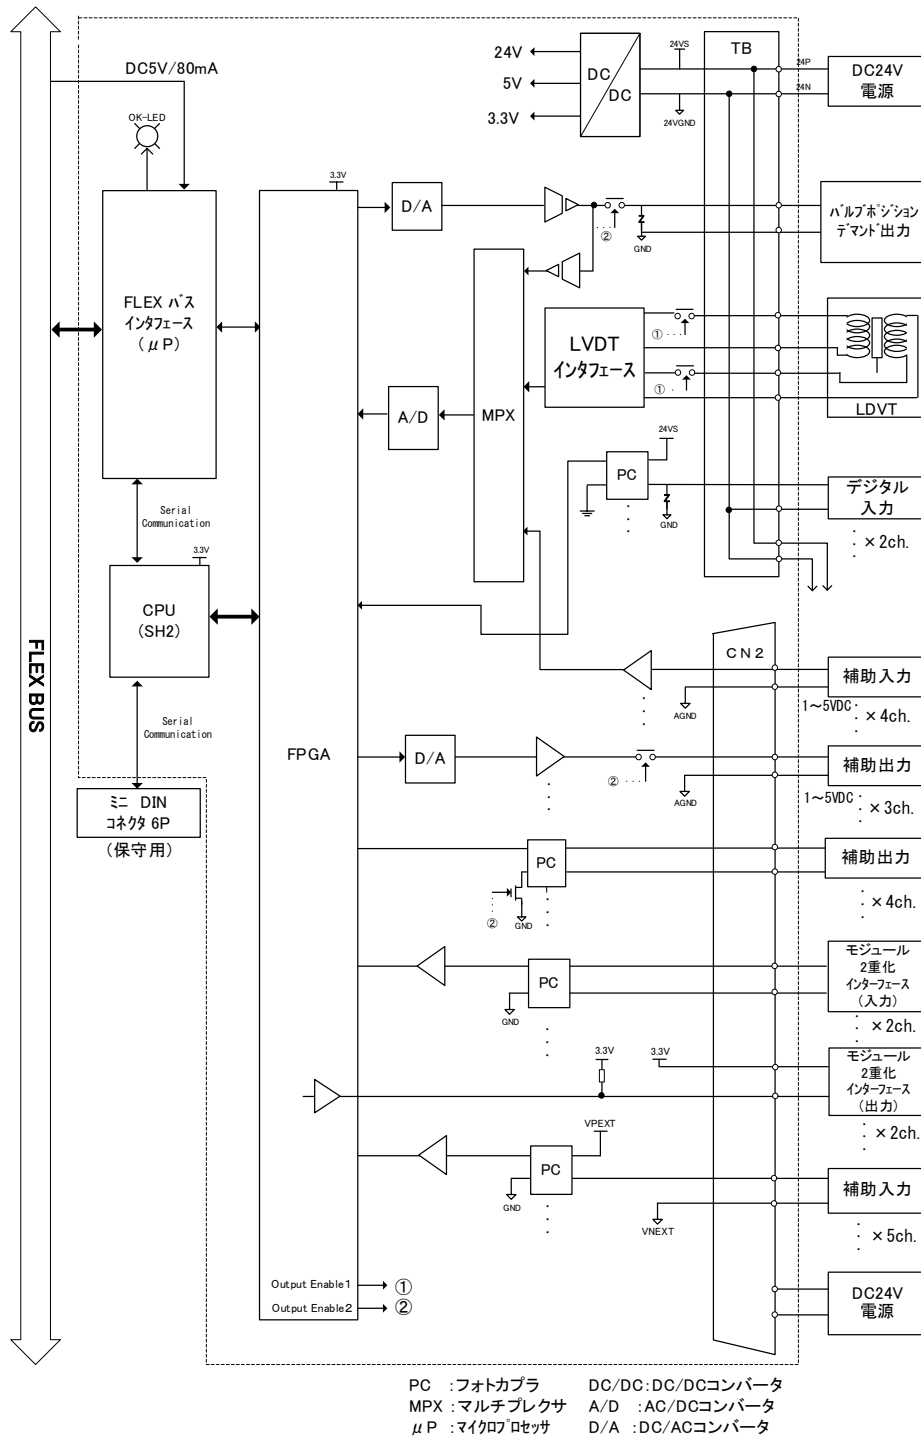 DC5V/80mA
OK-LED
24V
5V
3.3V
DC
DC
24VS
24VGND
TB
24P
24N
DC24V
電源
3.3V
D/A
②
GND
バルブポジション
デマンド出力
FLEX バス
インタフェース
(μP)
MPX
LVDT
インタフェース
①
①
LDVT
A/D
PC
24VS
GND
デジタル
入力
×2ch.
Serial
Communication
3.3V
CPU
(SH2)
FLEX BUS
CN2
AGND
補助入力
1～5VDC
×4ch.
Serial
Communication
FPGA
D/A
②
AGND
補助出力
1～5VDC
×3ch.
ミニ DIN
コネクタ 6P
(保守用)
PC
②
GND
補助出力
×4ch.
PC
GND
モジュール
2重化
インターフェース
(入力)
×2ch.
3.3V
3.3V
モジュール
2重化
インターフェース
(出力)
×2ch.
VPEXT
PC
GND
VNEXT
補助入力
×5ch.
Output Enable1
①
Output Enable2
②
DC24V
電源
PC :フォトカプラ DC/DC:DC/DCコンバータ
MPX :マルチプレクサ A/D :AC/DCコンバータ
μP :マイクロプロセッサ D/A :DC/ACコンバータ